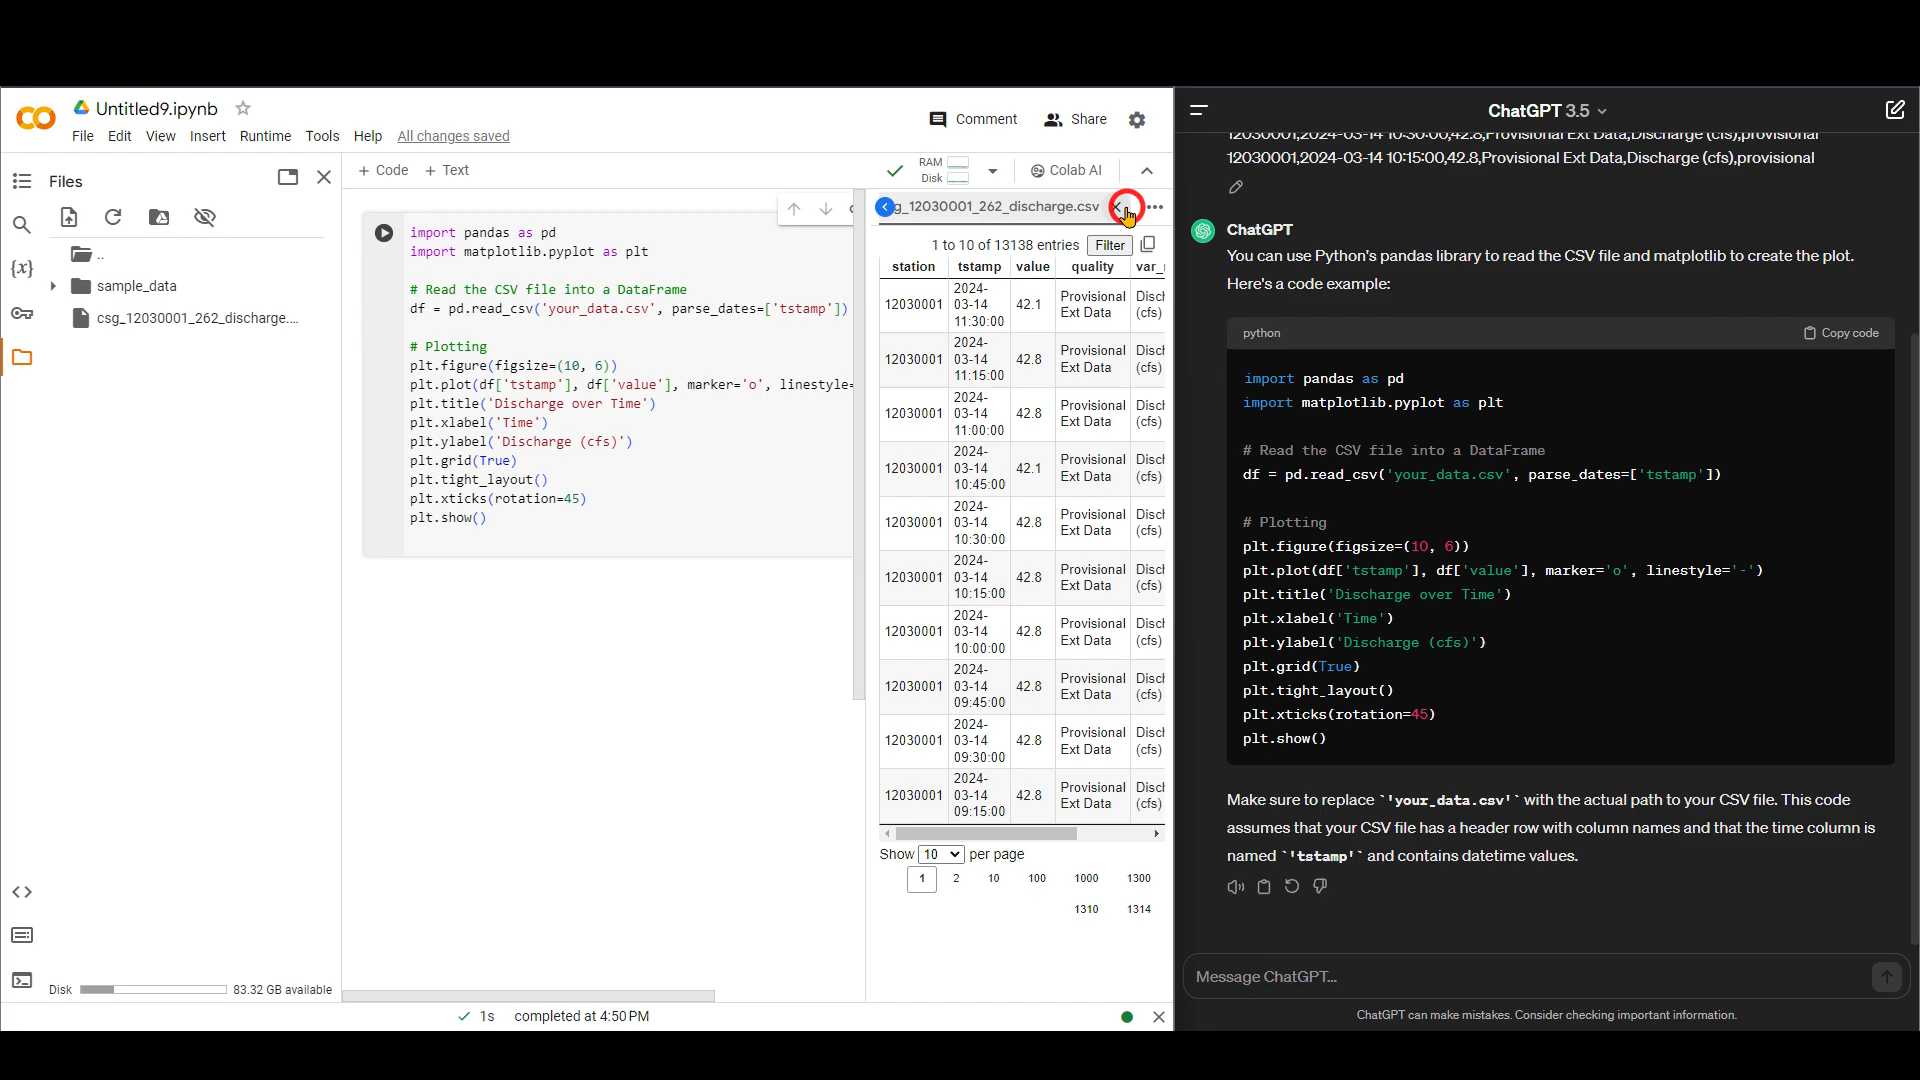 Untitled9.ipynb
File Edit View Insert Runtime Tools Help All changes saved
Comment Share
Files
+ Code + Text
RAM
Disk
Colab AI
..
sample_data
csg_12030001_262_discharge....
{x}
import pandas as pd
import matplotlib.pyplot as plt
# Read the CSV file into a DataFrame
df = pd.read_csv('your_data.csv', parse_dates=['tstamp'])
# Plotting
plt.figure(figsize=(10, 6))
plt.plot(df['tstamp'], df['value'], marker='o', linestyle=
plt.title('Discharge over Time')
plt.xlabel('Time')
plt.ylabel('Discharge (cfs)')
plt.grid(True)
plt.tight_layout()
plt.xticks(rotation=45)
plt.show()
g_12030001_262_discharge.csv
1 to 10 of 13138 entries Filter
station tstamp value quality var_
12030001 2024-03-14 11:30:00 42.1 Provisional Ext Data Disch (cfs)
12030001 2024-03-14 11:15:00 42.8 Provisional Ext Data Disch (cfs)
12030001 2024-03-14 11:00:00 42.8 Provisional Ext Data Disch (cfs)
12030001 2024-03-14 10:45:00 42.1 Provisional Ext Data Disch (cfs)
12030001 2024-03-14 10:30:00 42.8 Provisional Ext Data Disch (cfs)
12030001 2024-03-14 10:15:00 42.8 Provisional Ext Data Disch (cfs)
12030001 2024-03-14 10:00:00 42.8 Provisional Ext Data Disch (cfs)
12030001 2024-03-14 09:45:00 42.8 Provisional Ext Data Disch (cfs)
12030001 2024-03-14 09:30:00 42.8 Provisional Ext Data Disch (cfs)
12030001 2024-03-14 09:15:00 42.8 Provisional Ext Data Disch (cfs)
Show 10 per page
1 2 10 100 1000 1300
1310 1314
Disk 83.32 GB available
1s completed at 4:50 PM
ChatGPT 3.5
12030001,2024-03-14 10:30:00,42.8,Provisional Ext Data,Discharge (cfs),provisional
12030001,2024-03-14 10:15:00,42.8,Provisional Ext Data,Discharge (cfs),provisional
ChatGPT
You can use Python's pandas library to read the CSV file and matplotlib to create the plot.
Here's a code example:
python Copy code
import pandas as pd
import matplotlib.pyplot as plt
# Read the CSV file into a DataFrame
df = pd.read_csv('your_data.csv', parse_dates=['tstamp'])
# Plotting
plt.figure(figsize=(10, 6))
plt.plot(df['tstamp'], df['value'], marker='o', linestyle='-')
plt.title('Discharge over Time')
plt.xlabel('Time')
plt.ylabel('Discharge (cfs)')
plt.grid(True)
plt.tight_layout()
plt.xticks(rotation=45)
plt.show()
Make sure to replace `'your_data.csv'` with the actual path to your CSV file. This code
assumes that your CSV file has a header row with column names and that the time column is
named `'tstamp'` and contains datetime values.
Message ChatGPT...
ChatGPT can make mistakes. Consider checking important information.